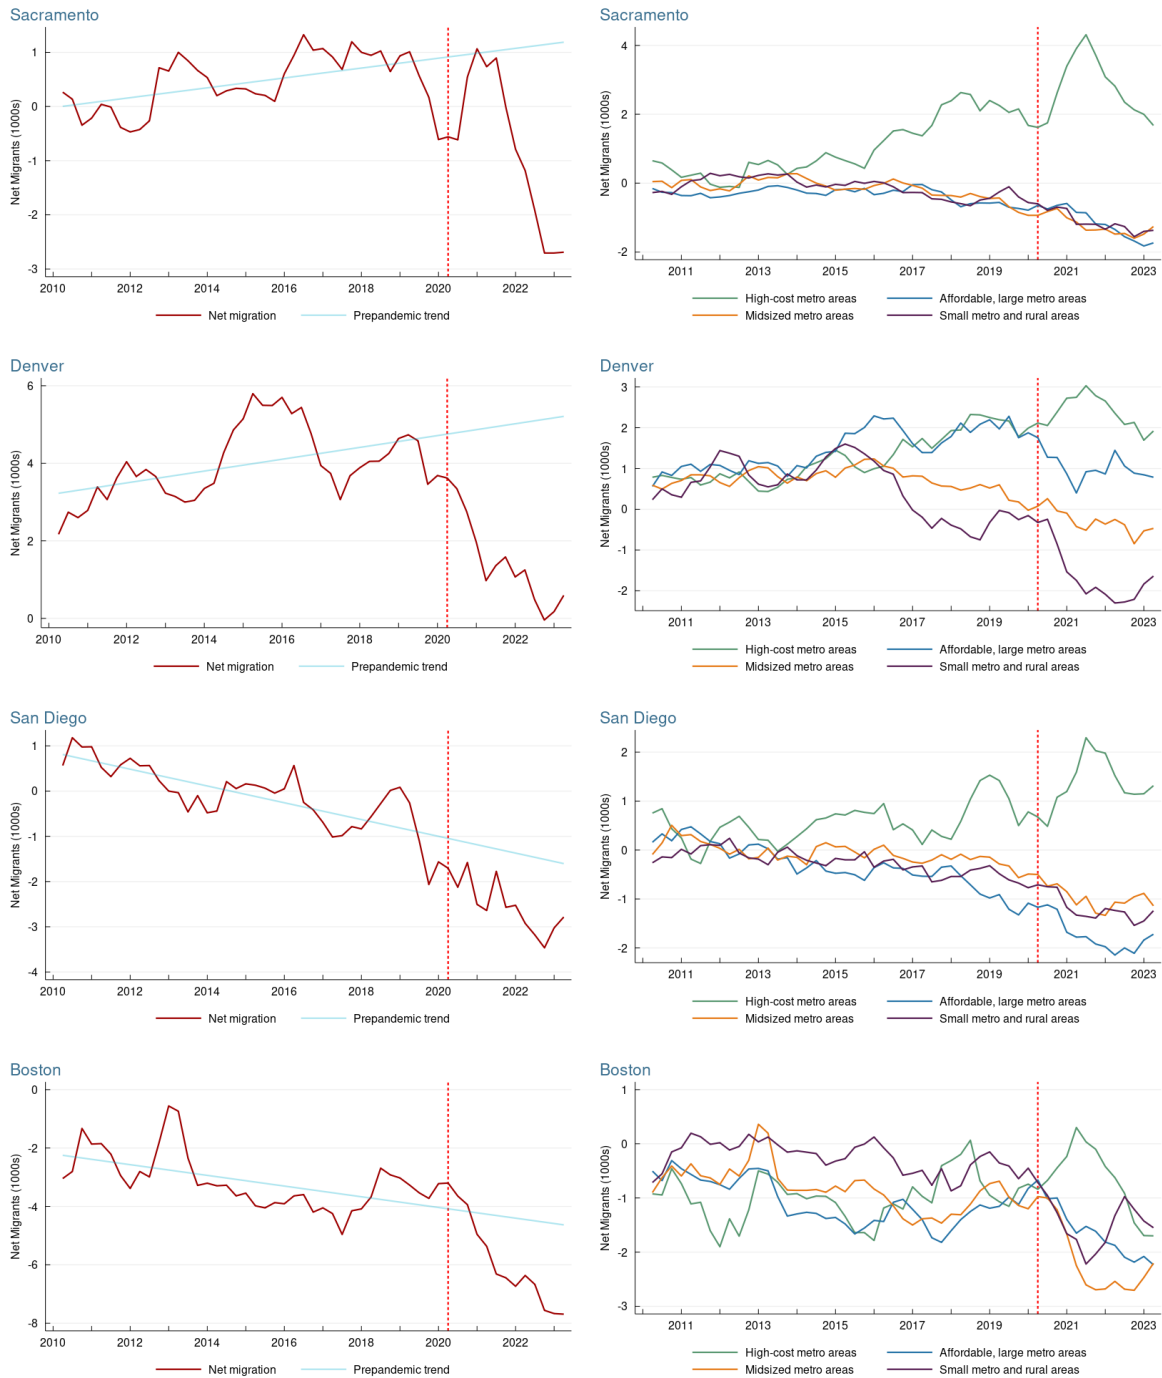 Sacramento
Net Migrants (1000s)
1
0
-1
-2
-3
2010 2012 2014 2016 2018 2020 2022
Net migration Prepandemic trend
Sacramento
Net Migrants (1000s)
4
2
0
-2
2011 2013 2015 2017 2019 2021 2023
High-cost metro areas Affordable, large metro areas
Midsized metro areas Small metro and rural areas
Denver
Net Migrants (1000s)
6
4
2
0
2010 2012 2014 2016 2018 2020 2022
Net migration Prepandemic trend
Denver
Net Migrants (1000s)
3
2
1
0
-1
-2
2011 2013 2015 2017 2019 2021 2023
High-cost metro areas Affordable, large metro areas
Midsized metro areas Small metro and rural areas
San Diego
Net Migrants (1000s)
1
0
-1
-2
-3
-4
2010 2012 2014 2016 2018 2020 2022
Net migration Prepandemic trend
San Diego
Net Migrants (1000s)
2
1
0
-1
-2
2011 2013 2015 2017 2019 2021 2023
High-cost metro areas Affordable, large metro areas
Midsized metro areas Small metro and rural areas
Boston
Net Migrants (1000s)
0
-2
-4
-6
-8
2010 2012 2014 2016 2018 2020 2022
Net migration Prepandemic trend
Boston
Net Migrants (1000s)
1
0
-1
-2
-3
2011 2013 2015 2017 2019 2021 2023
High-cost metro areas Affordable, large metro areas
Midsized metro areas Small metro and rural areas